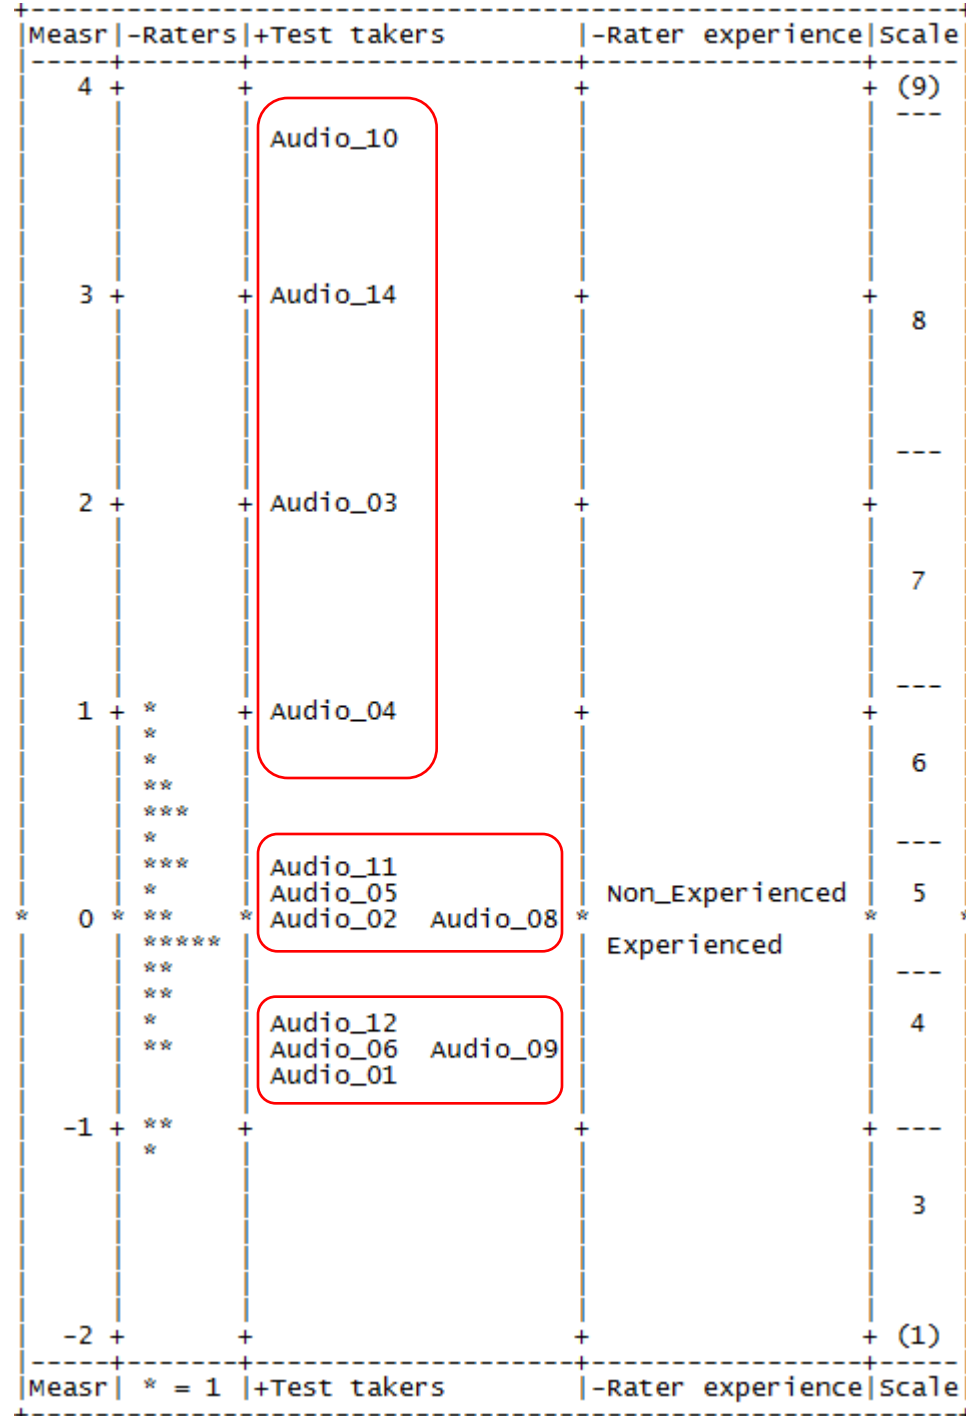 |Measr|-Raters|+Test takers |-Rater experience|Scale|
4 + + + + (9)
---
Audio_10
3 + + Audio_14 + +
8
---
2 + + Audio_03 + +
7
---
1 + * + Audio_04 + +
*
* 6
**
***
* ---
*** Audio_11
* Audio_05 Non_Experienced 5
* 0 * ** * Audio_02 Audio_08 * * *
***** Experienced
** ---
**
* Audio_12 4
** Audio_06 Audio_09
Audio_01
-1 + ** + + + ---
*
3
-2 + + + + (1)
|Measr| * = 1 |+Test takers |-Rater experience|Scale|